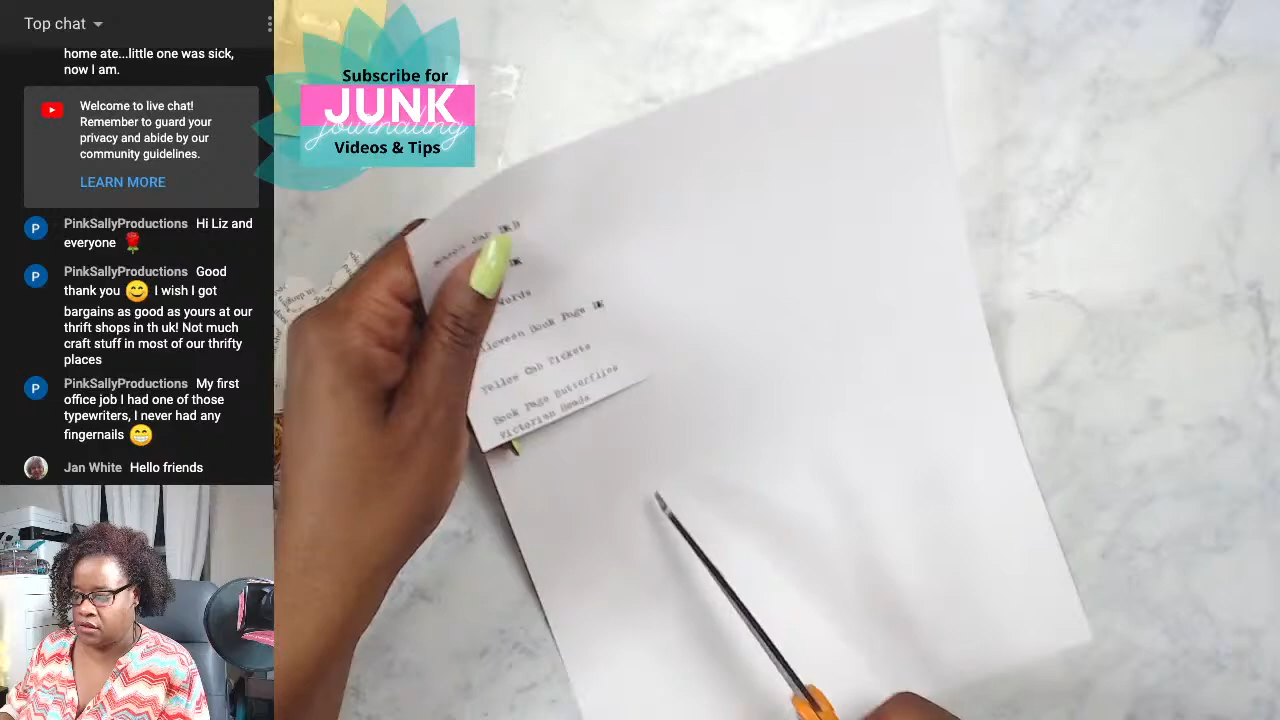 Top chat
home ate...little one was sick,
now I am.
Welcome to live chat!
Remember to guard your
privacy and abide by our
community guidelines.
LEARN MORE
PinkSallyProductions Hi Liz and
everyone 🌹
PinkSallyProductions Good
thank you 😊 I wish I got
bargains as good as yours at our
thrift shops in th uk! Not much
craft stuff in most of our thrifty
places
PinkSallyProductions My first
office job I had one of those
typewriters, I never had any
fingernails 😁
Jan White Hello friends
P
P
P
Subscribe for
JUNK
journaling
Videos & Tips
Words
Book Page
Yellow Cab Tickets
Book Page Butterflies
Victorian Heads